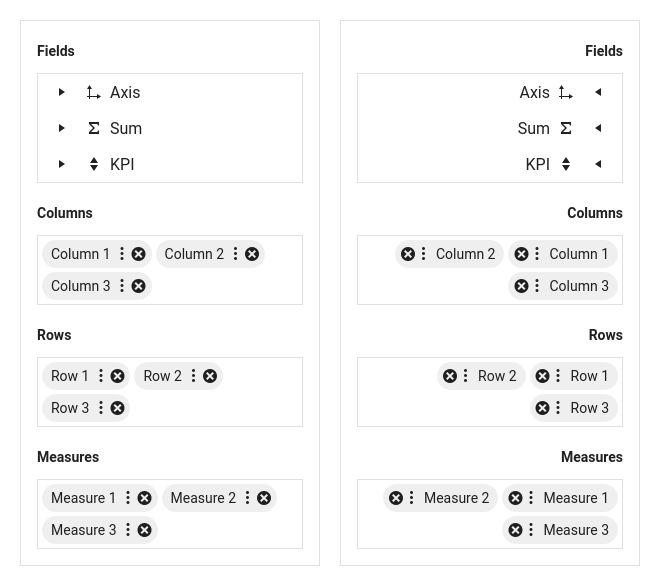 Fields
Axis
Sum
KPI
Columns
Column 1 Column 2
Column 3
Rows
Row 1 Row 2
Row 3
Measures
Measure 1 Measure 2
Measure 3
Fields
Axis
Sum
KPI
Columns
Column 2 Column 1
Column 3
Rows
Row 2 Row 1
Row 3
Measures
Measure 2 Measure 1
Measure 3